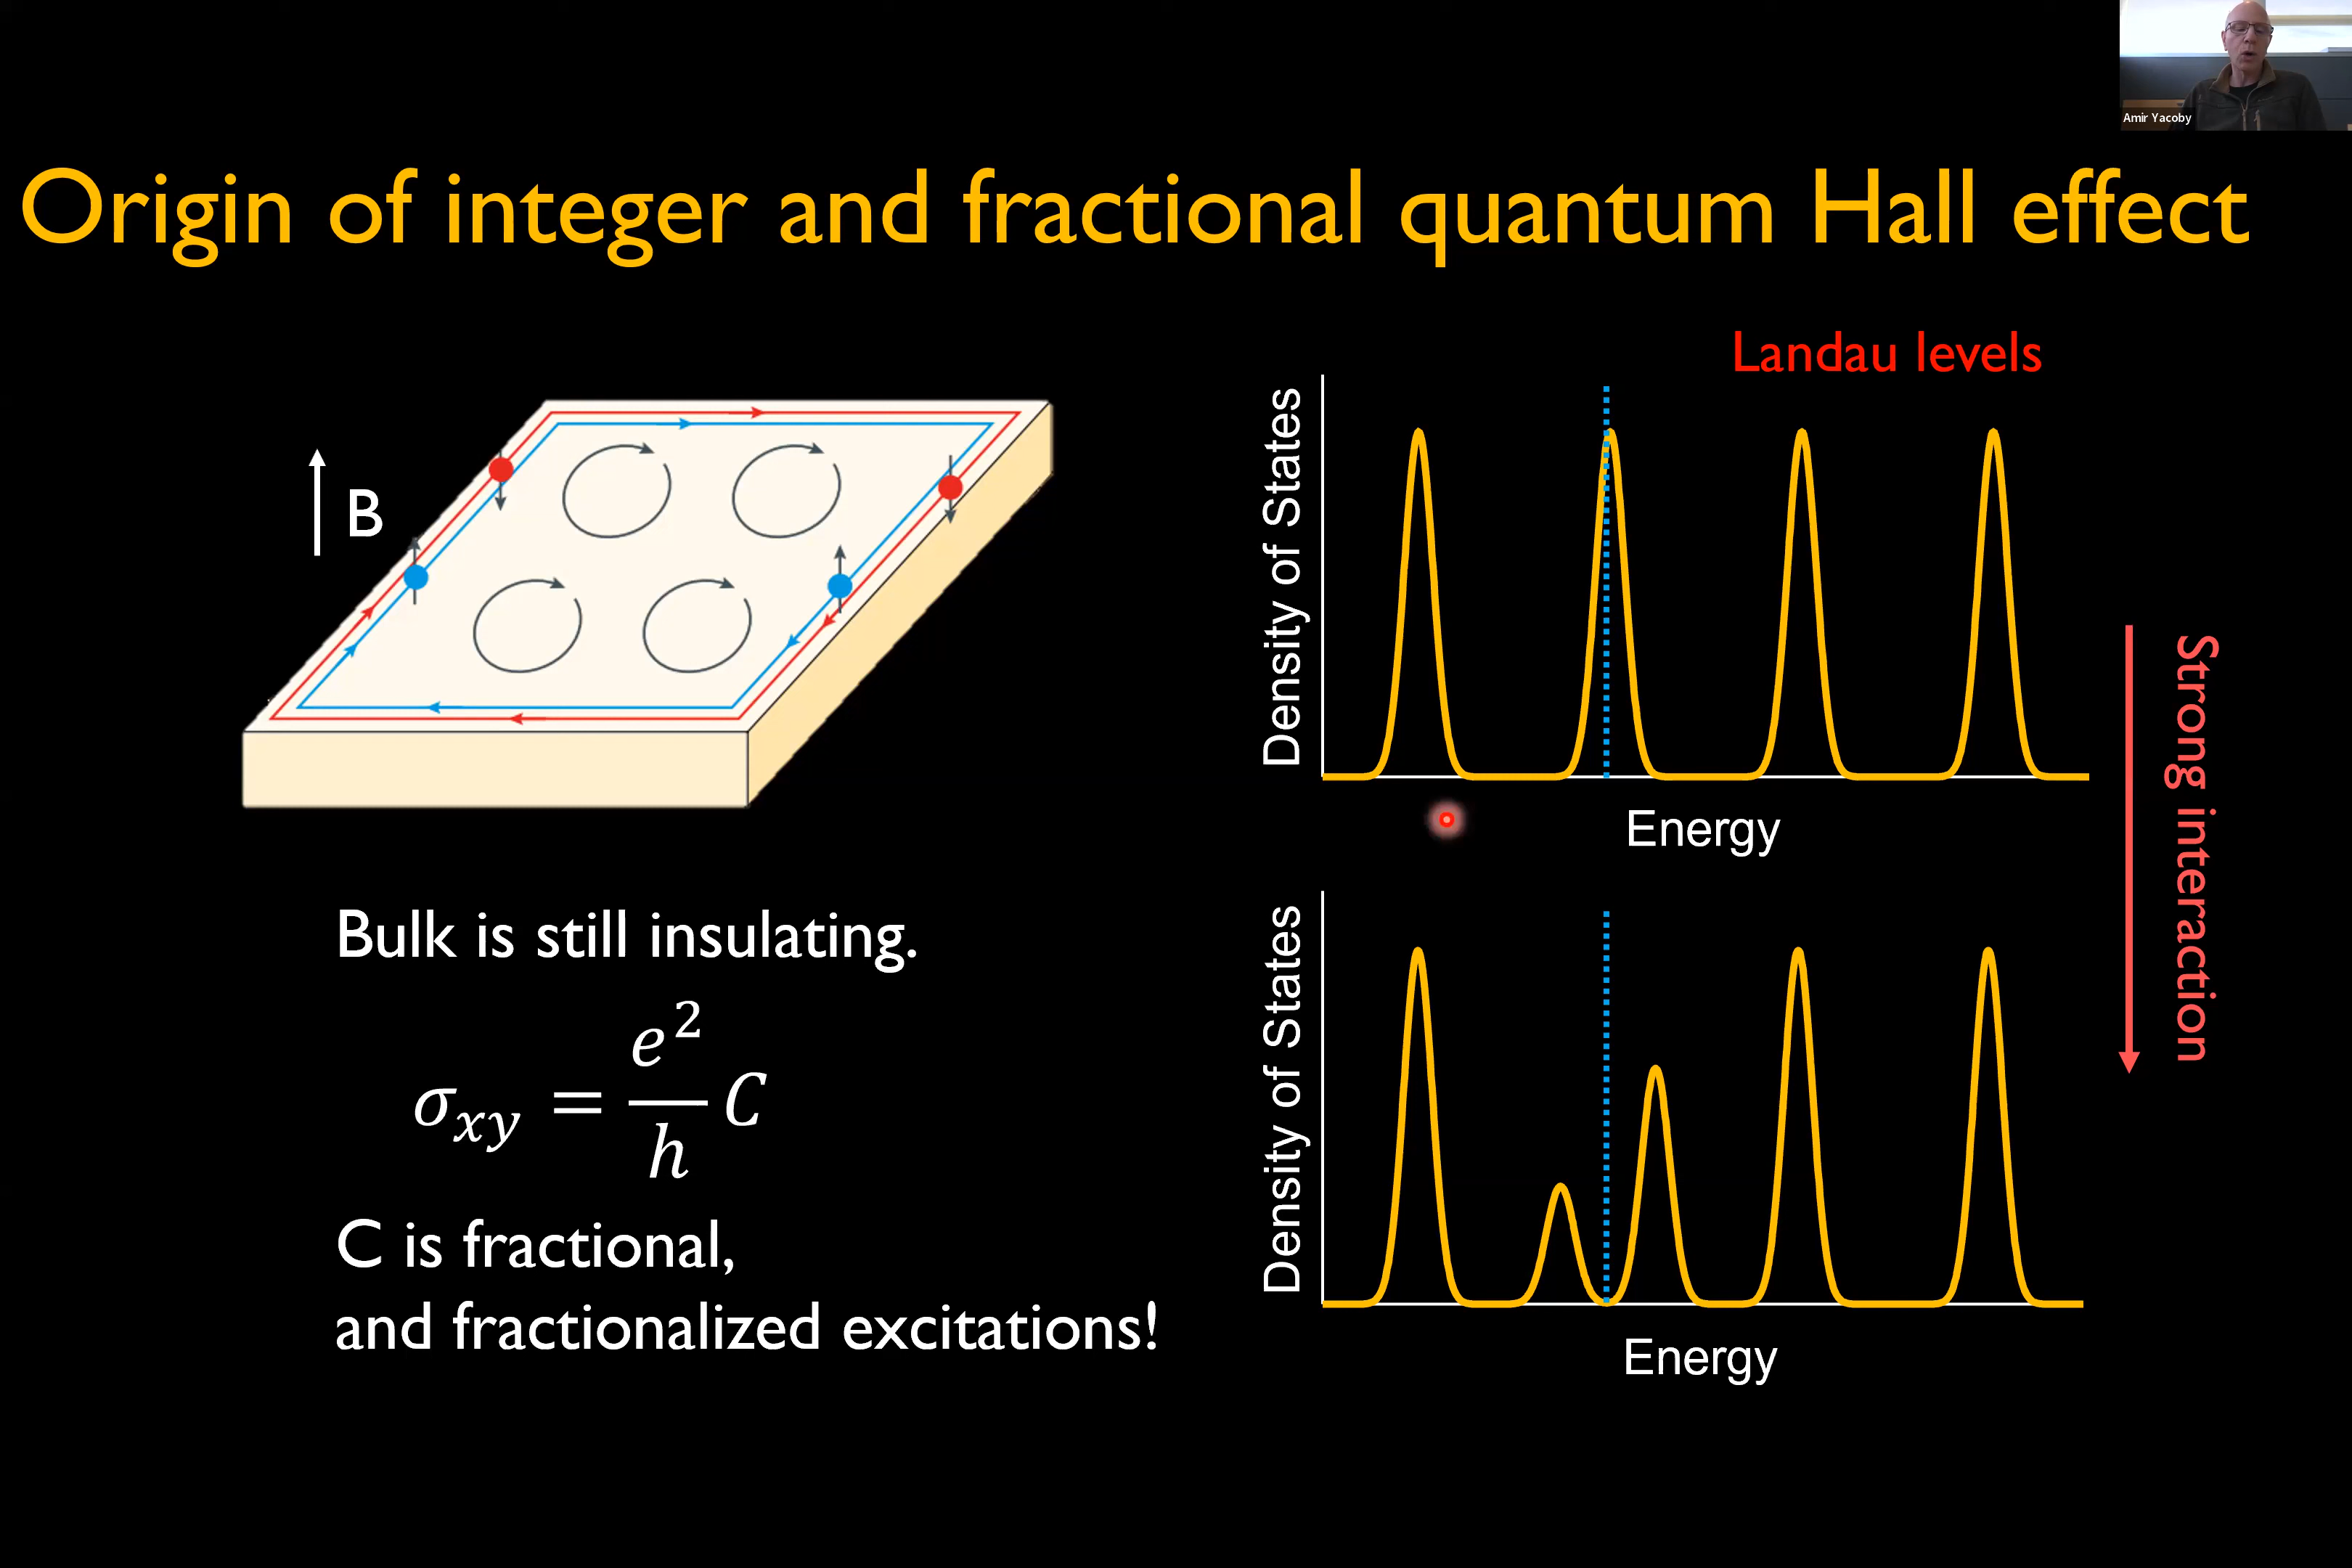 Amir Yacoby
Origin of integer and fractional quantum Hall effect
B
Bulk is still insulating.
σ_xy = e²/h C
C is fractional,
and fractionalized excitations!
Landau levels
Density of States
Energy
Density of States
Energy
Strong interaction